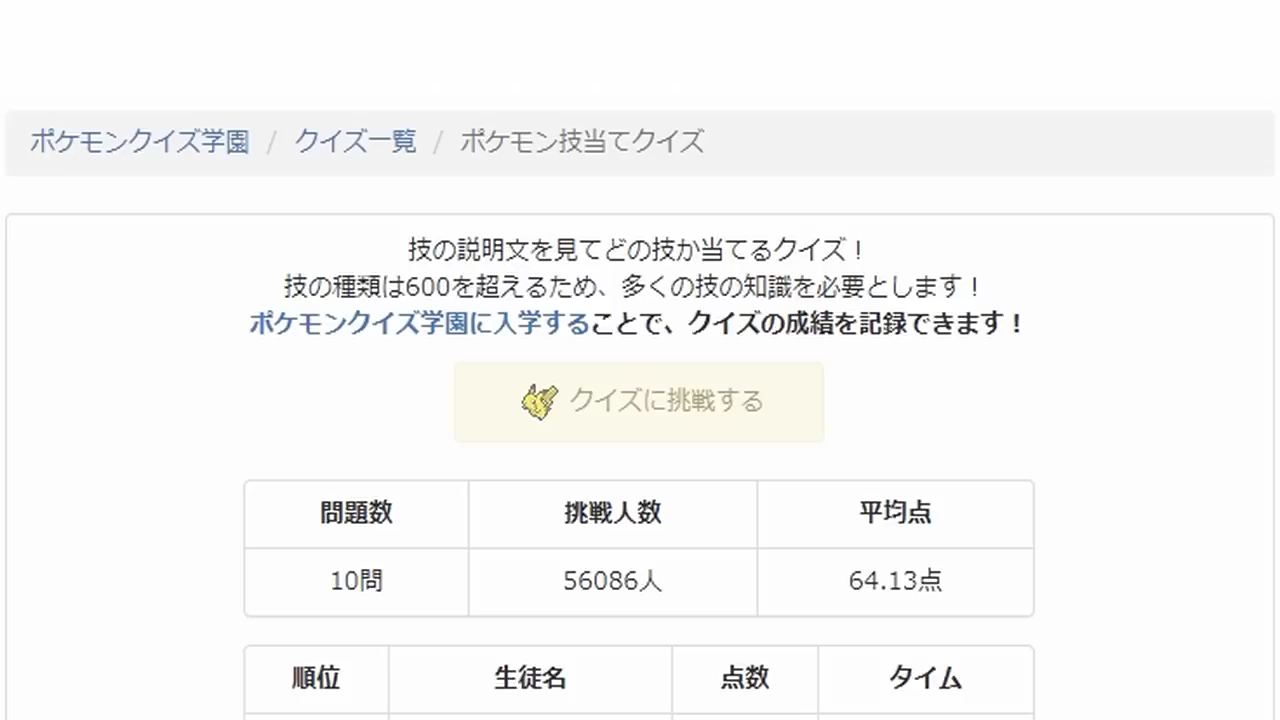 ポケモンクイズ学園 / クイズ一覧 / ポケモン技当てクイズ
技の説明文を見てどの技か当てるクイズ！
技の種類は600を超えるため、多くの技の知識を必要とします！
ポケモンクイズ学園に入学することで、クイズの成績を記録できます！
クイズに挑戦する
問題数 挑戦人数 平均点
10問 56086人 64.13点
順位 生徒名 点数 タイム